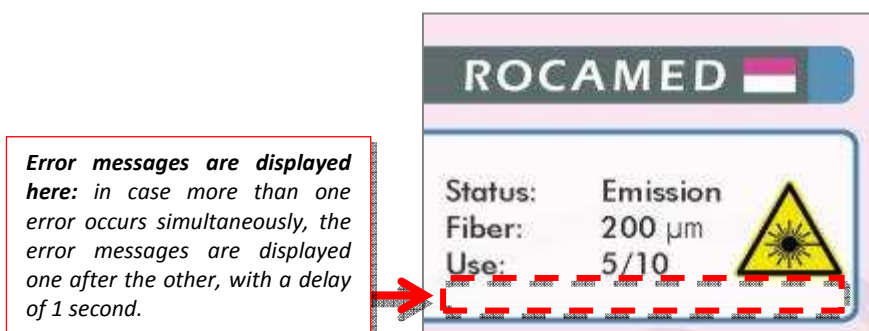 ROCAMED
Error messages are displayed
here: in case more than one
error occurs simultaneously, the
error messages are displayed
one after the other, with a delay
of 1 second.
Status: Emission
Fiber: 200 µm
Use: 5/10